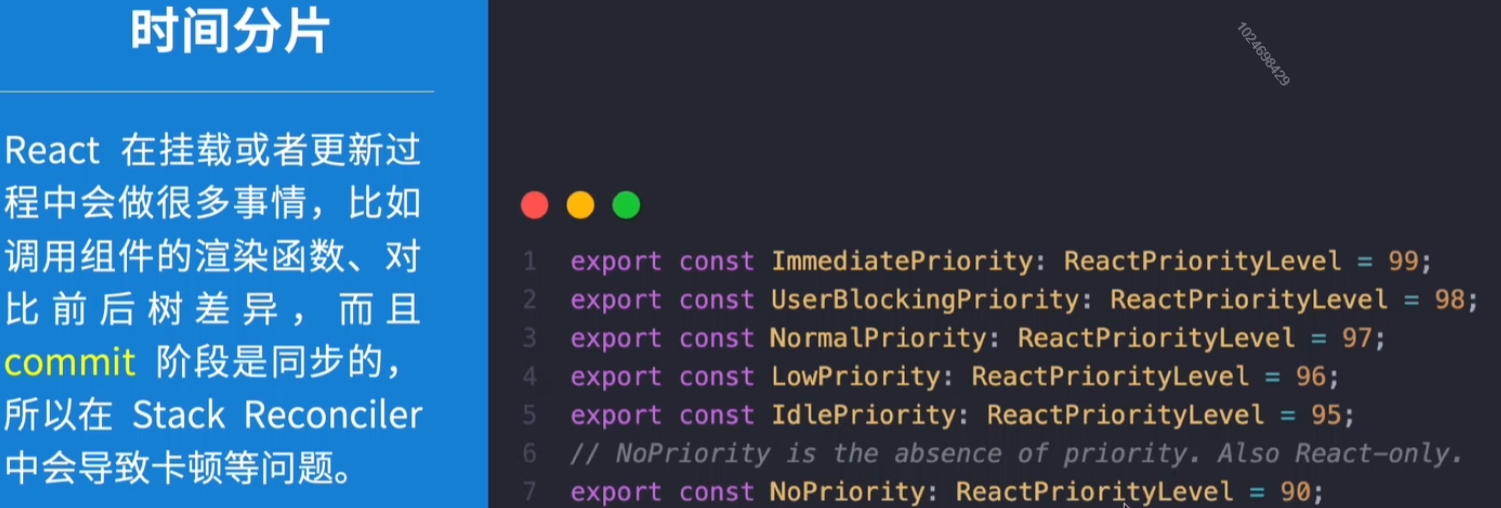 时间分片
React 在挂载或者更新过
程中会做很多事情，比如
调用组件的渲染函数、对
比前后树差异，而且
commit 阶段是同步的，
所以在 Stack Reconciler
中会导致卡顿等问题。
1024698429
1 export const ImmediatePriority: ReactPriorityLevel = 99;
2 export const UserBlockingPriority: ReactPriorityLevel = 98;
3 export const NormalPriority: ReactPriorityLevel = 97;
4 export const LowPriority: ReactPriorityLevel = 96;
5 export const IdlePriority: ReactPriorityLevel = 95;
6 // NoPriority is the absence of priority. Also React-only.
7 export const NoPriority: ReactPriorityLevel = 90;